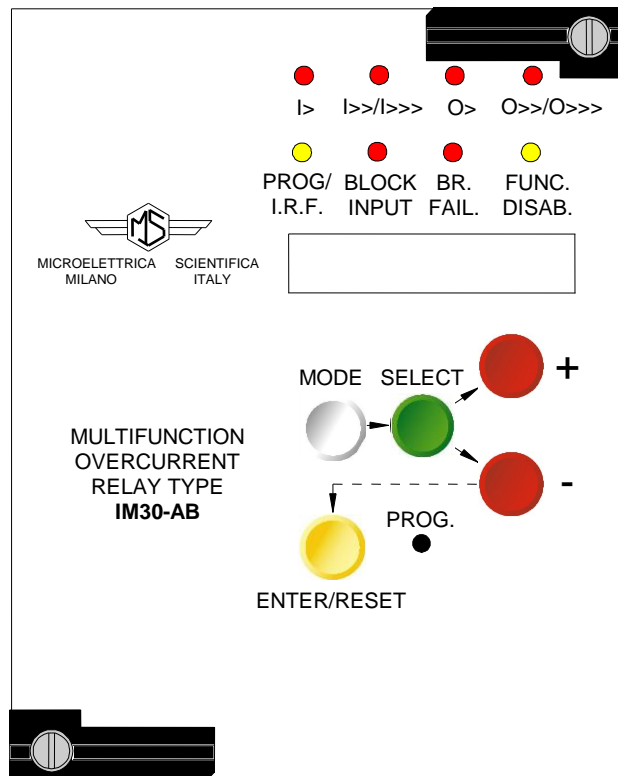 I> I>>/I>>> O> O>>/O>>>
PROG/ BLOCK BR. FUNC.
I.R.F. INPUT FAIL. DISAB.
MS
MICROELETTRICA SCIENTIFICA
MILANO ITALY
MODE SELECT +
MULTIFUNCTION
OVERCURRENT
RELAY TYPE
IM30-AB
-
PROG.
ENTER/RESET